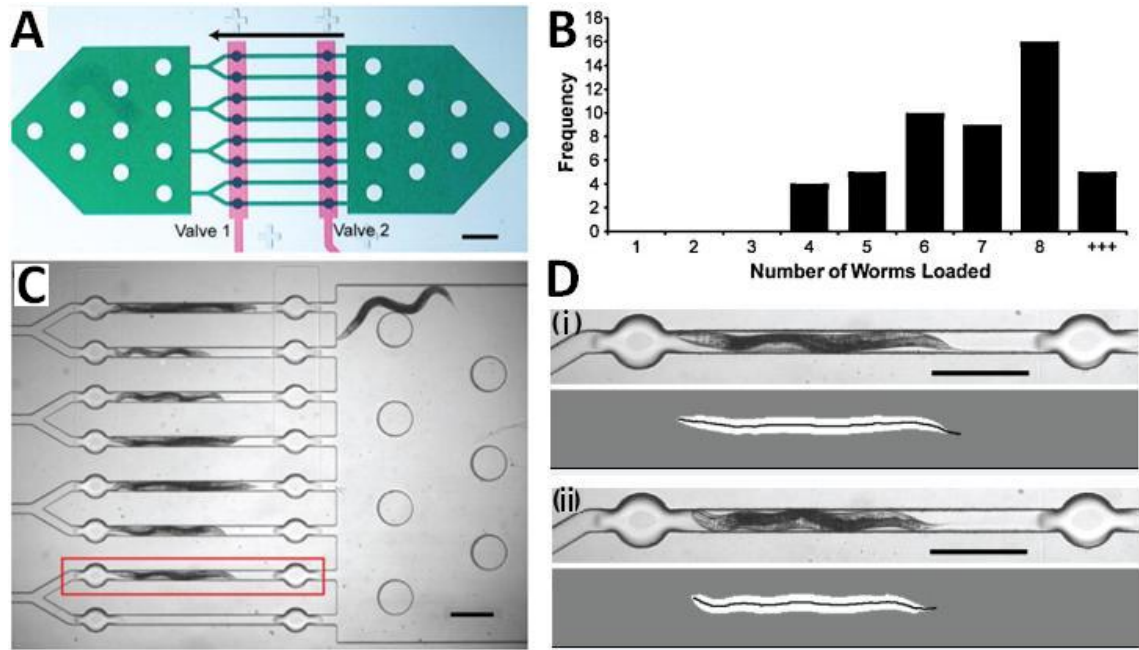 A
Valve 1
Valve 2
B
Frequency
18
16
14
12
10
8
6
4
2
0
1 2 3 4 5 6 7 8 +++
Number of Worms Loaded
C
D
(i)
(ii)